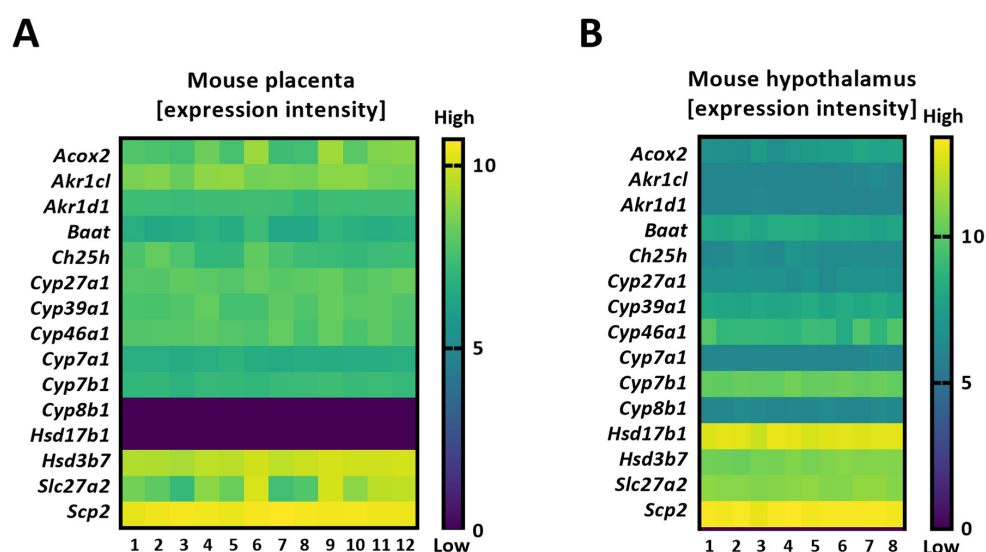 A
Mouse placenta
[expression intensity]
High
Acox2
Akr1cl
Akr1d1
Baat
Ch25h
Cyp27a1
Cyp39a1
Cyp46a1
Cyp7a1
Cyp7b1
Cyp8b1
Hsd17b1
Hsd3b7
Slc27a2
Scp2
10
5
0
Low
1 2 3 4 5 6 7 8 9 10 11 12
B
Mouse hypothalamus
[expression intensity]
High
Acox2
Akr1cl
Akr1d1
Baat
Ch25h
Cyp27a1
Cyp39a1
Cyp46a1
Cyp7a1
Cyp7b1
Cyp8b1
Hsd17b1
Hsd3b7
Slc27a2
Scp2
10
5
0
Low
1 2 3 4 5 6 7 8